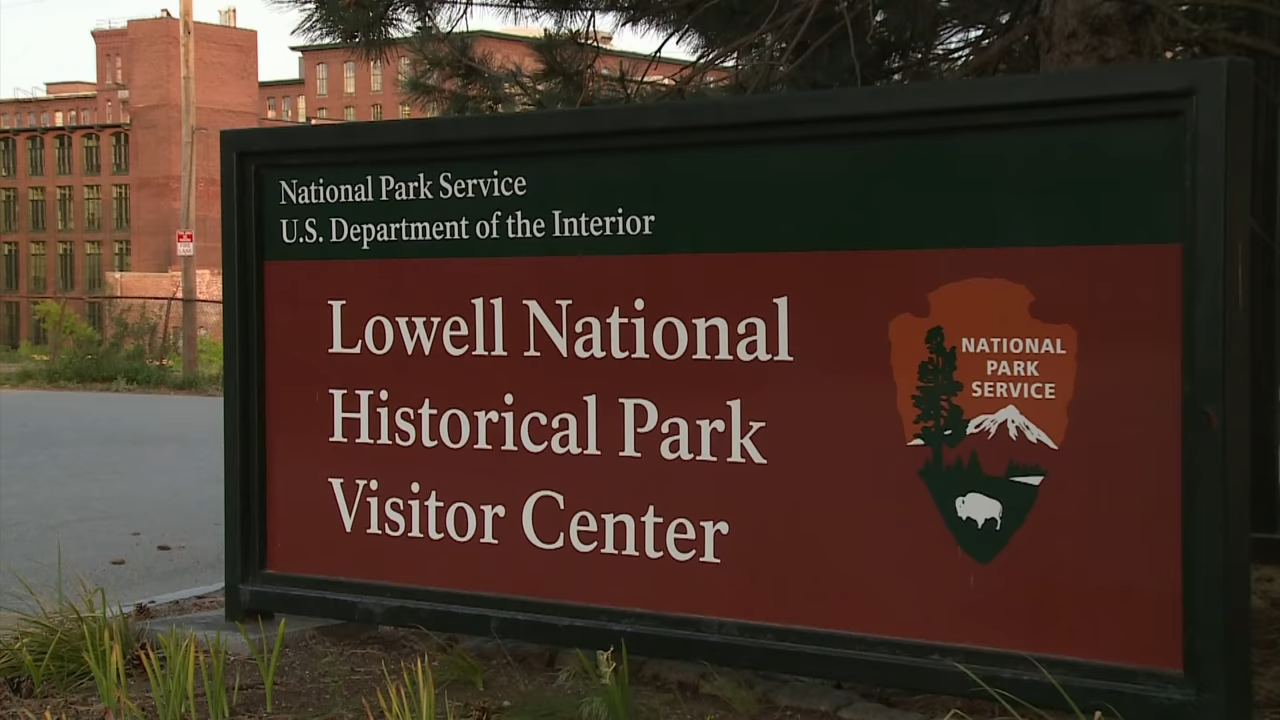 National Park Service
U.S. Department of the Interior
Lowell National
Historical Park
Visitor Center
NATIONAL
PARK
SERVICE